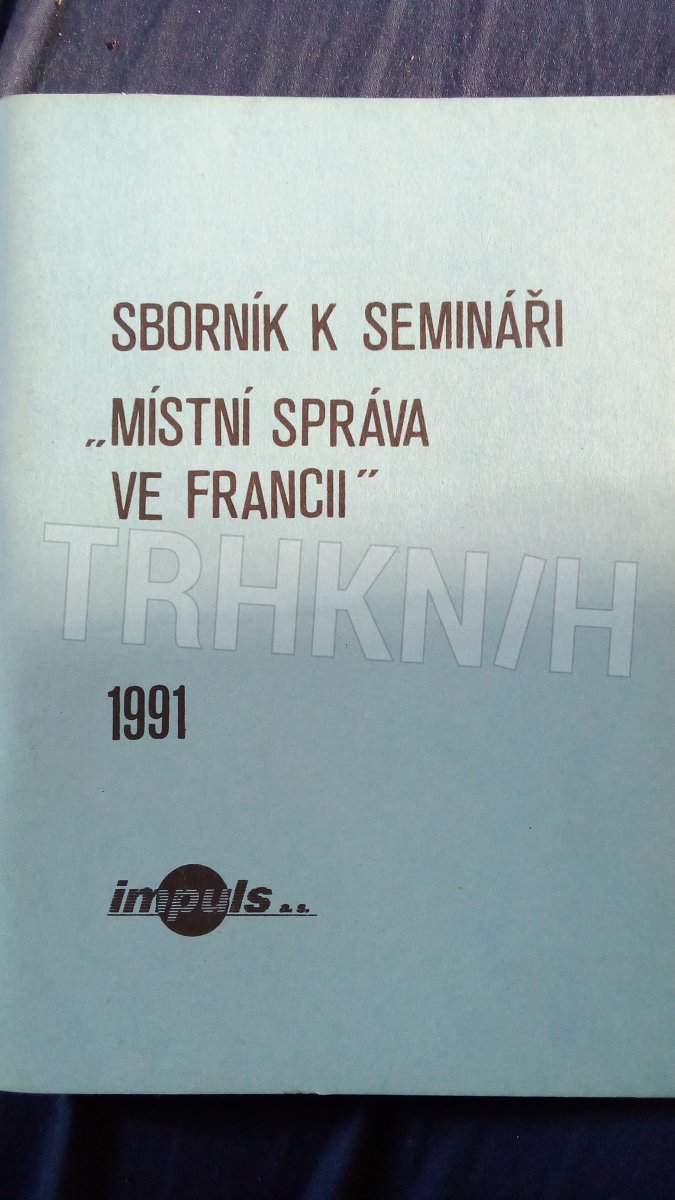 SBORNÍK K SEMINÁŘI
„MÍSTNÍ SPRÁVA
VE FRANCII"
TRHKN/H
1991
impuls a.s.